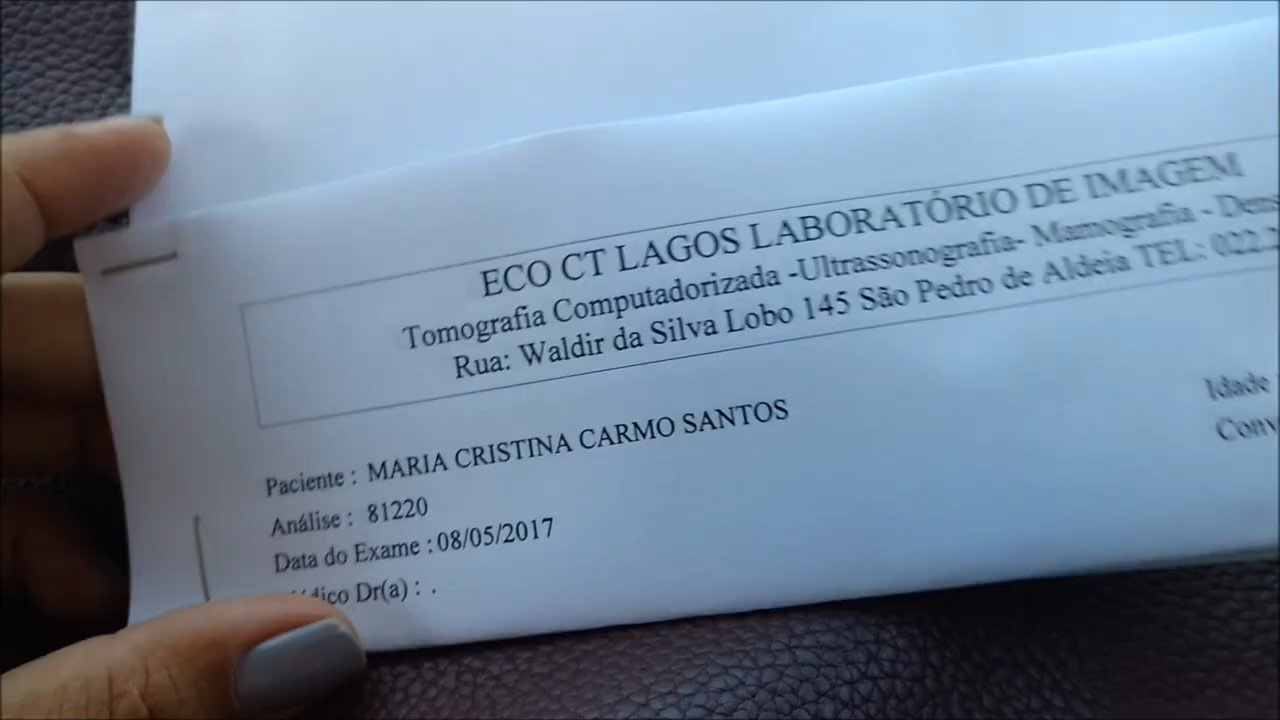 ECO CT LAGOS LABORATÓRIO DE IMAGEM
Tomografia Computadorizada -Ultrassonografia- Mamografia - Dens
Rua: Waldir da Silva Lobo 145 São Pedro de Aldeia TEL: 022.2
Paciente : MARIA CRISTINA CARMO SANTOS
Idade
Conv
Análise : 81220
Data do Exame : 08/05/2017
Dr(a) : .